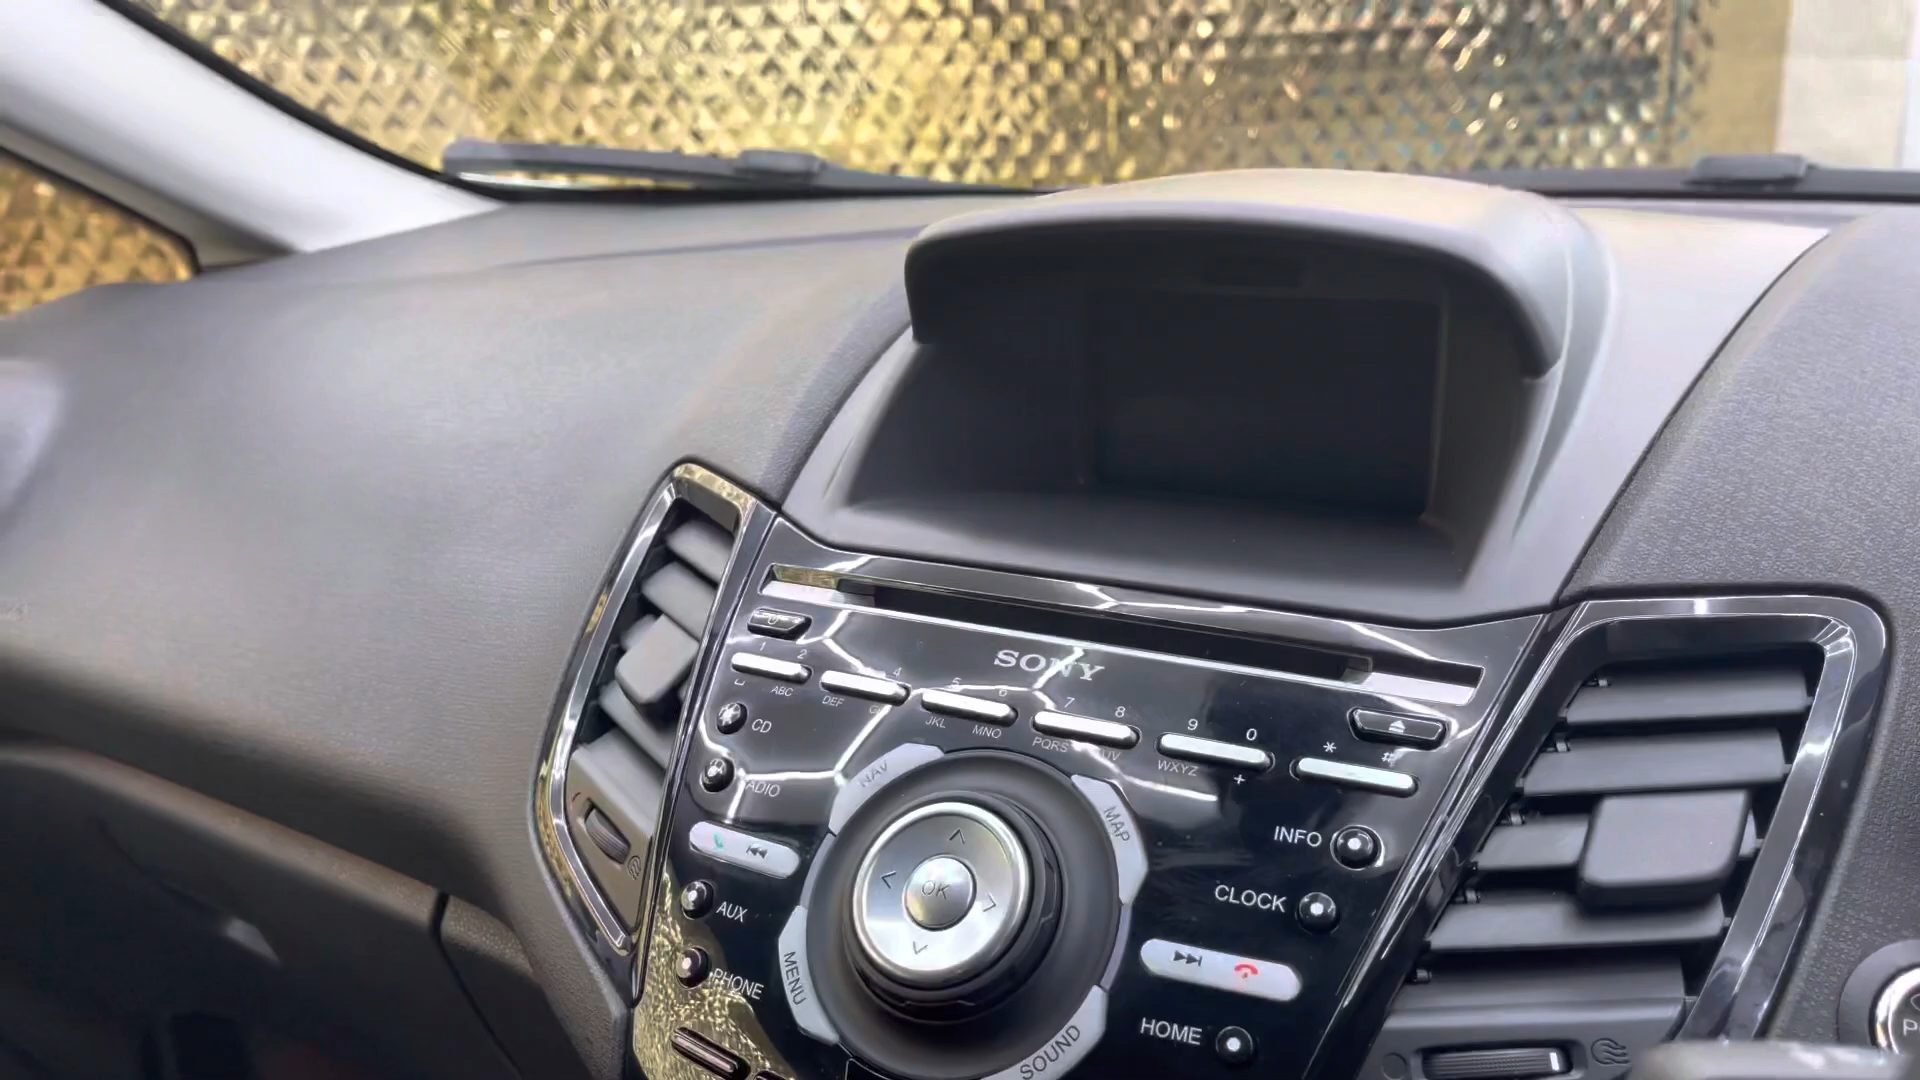 SONY
1 2
ABC
4
DEF
5 6
JKL MNO
7 8
PQRS
9 0
WXYZ +
* #
CD
NAV
MAP
INFO
OK
CLOCK
AUX
MENU
PHONE
SOUND
HOME